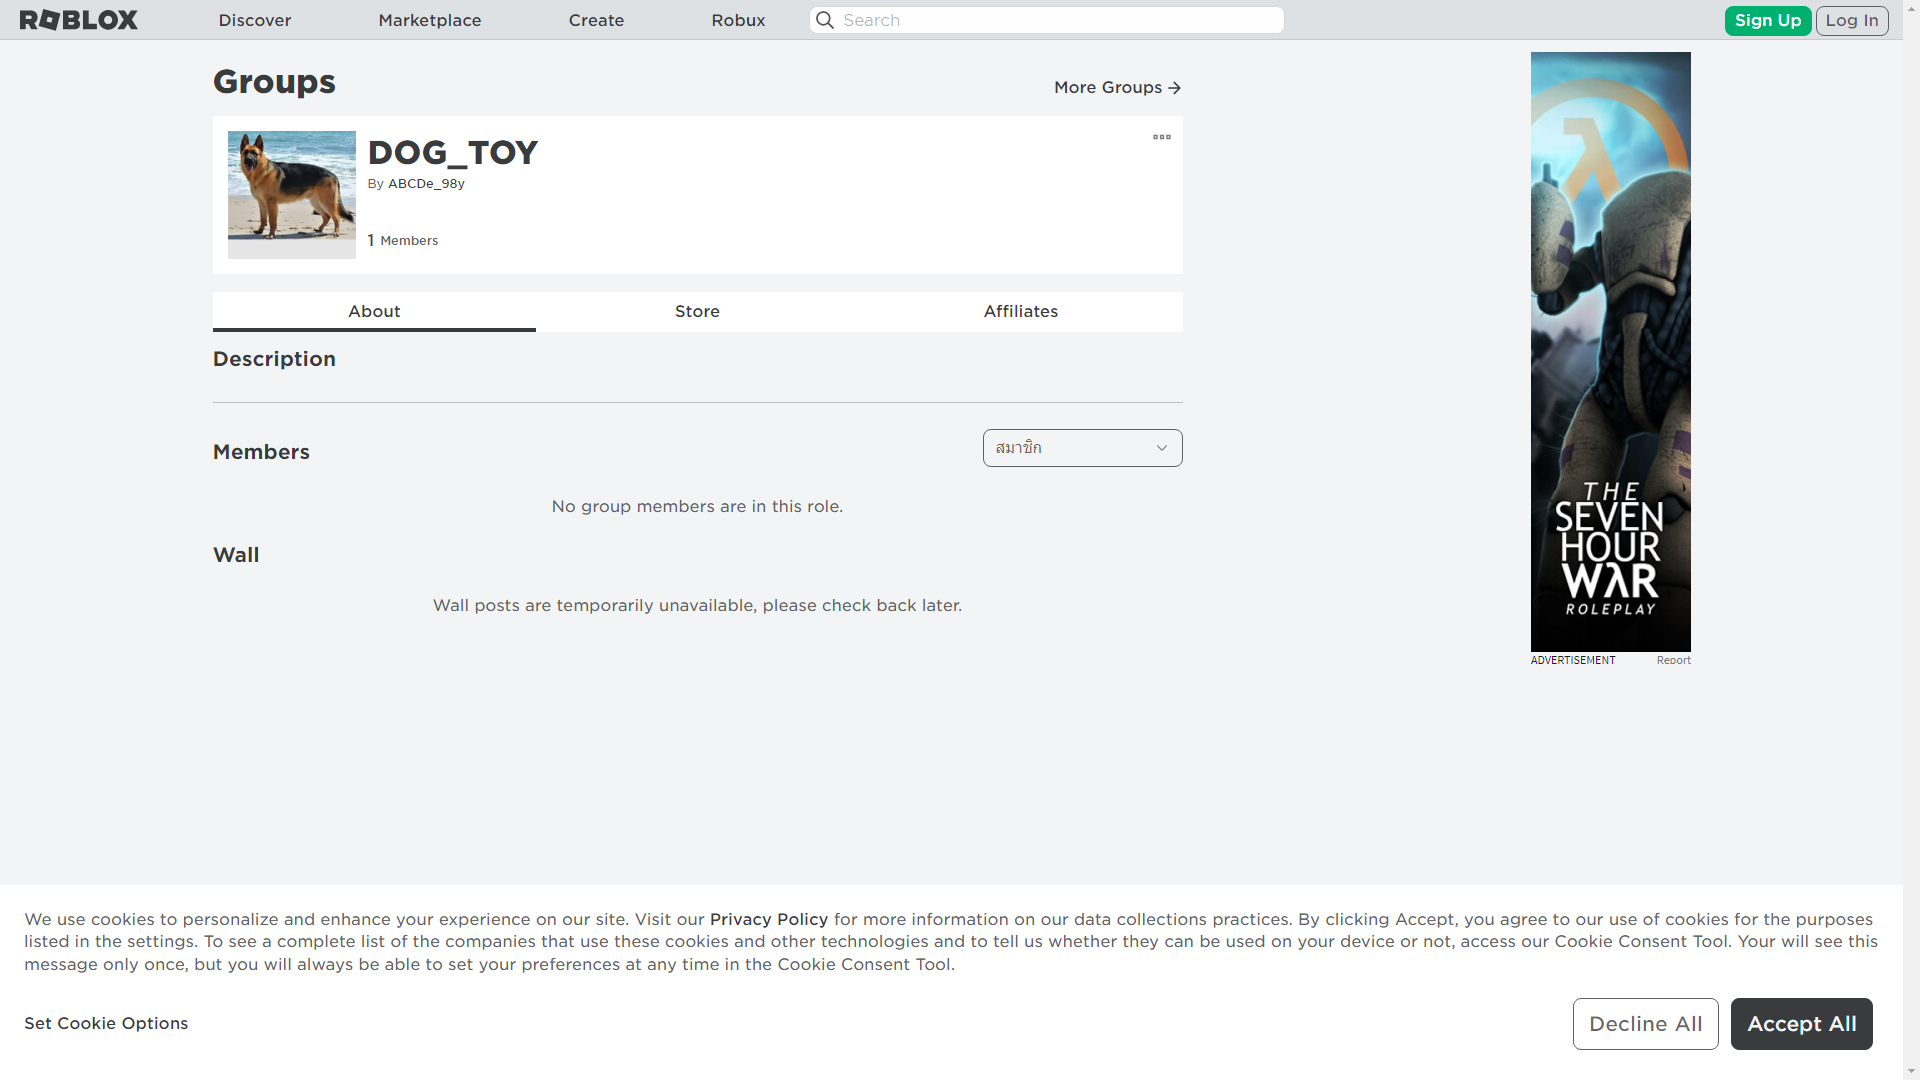 ROBLOX Discover Marketplace Create Robux Search Sign Up Log In
Groups
More Groups
DOG_TOY
By ABCDe_98y
1 Members
About Store Affiliates
Description
Members
สมาชิก
No group members are in this role.
Wall
Wall posts are temporarily unavailable, please check back later.
THE
SEVEN
HOUR
WAR
ROLEPLAY
ADVERTISEMENT Report
We use cookies to personalize and enhance your experience on our site. Visit our Privacy Policy for more information on our data collections practices. By clicking Accept, you agree to our use of cookies for the purposes
listed in the settings. To see a complete list of the companies that use these cookies and other technologies and to tell us whether they can be used on your device or not, access our Cookie Consent Tool. Your will see this
message only once, but you will always be able to set your preferences at any time in the Cookie Consent Tool.
Set Cookie Options
Decline All
Accept All